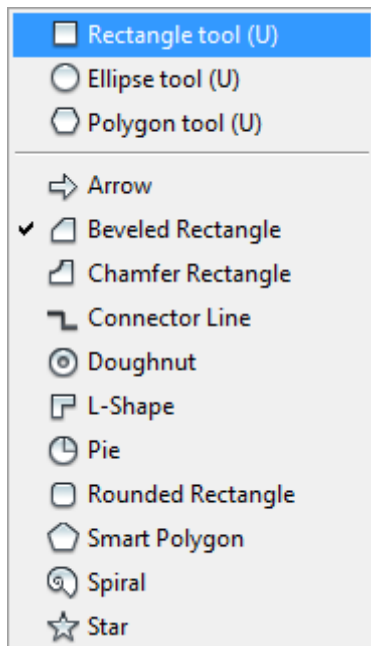 Rectangle tool (U)
Ellipse tool (U)
Polygon tool (U)
Arrow
Beveled Rectangle
Chamfer Rectangle
Connector Line
Doughnut
L-Shape
Pie
Rounded Rectangle
Smart Polygon
Spiral
Star